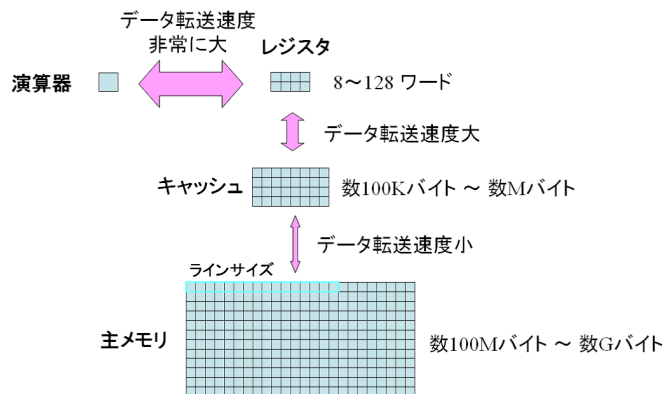 データ転送速度
非常に大
レジスタ
演算器
8～128 ワード
データ転送速度大
キャッシュ
数100Kバイト ～ 数Mバイト
データ転送速度小
ラインサイズ
主メモリ
数100Mバイト ～ 数Gバイト